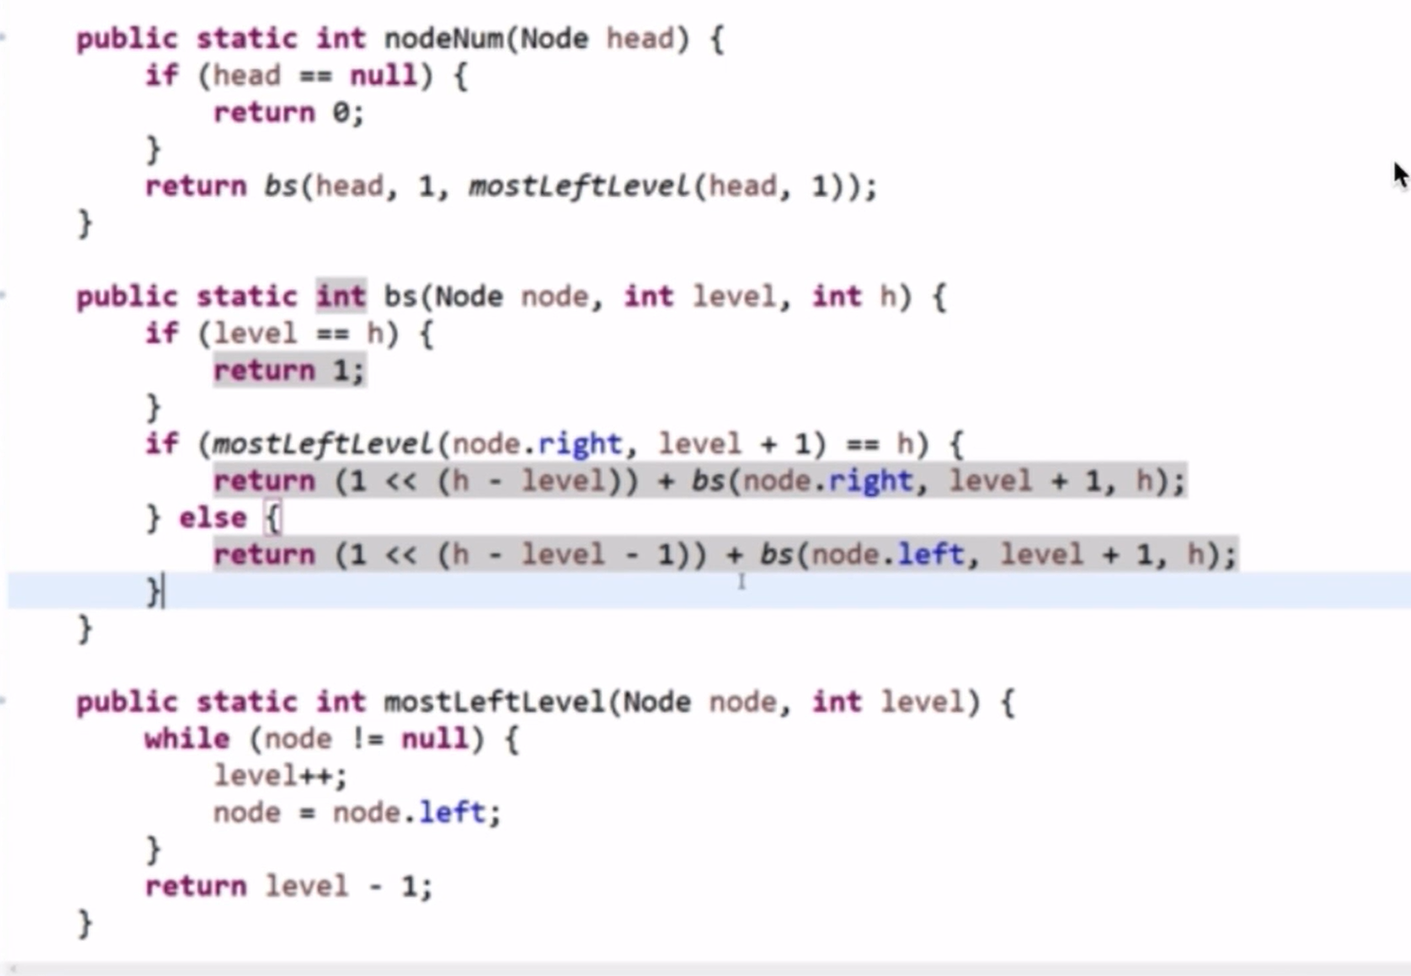 public static int nodeNum(Node head) {
if (head == null) {
return 0;
}
return bs(head, 1, mostLeftLevel(head, 1));
}
public static int bs(Node node, int level, int h) {
if (level == h) {
return 1;
}
if (mostLeftLevel(node.right, level + 1) == h) {
return (1 << (h - level)) + bs(node.right, level + 1, h);
} else {
return (1 << (h - level - 1)) + bs(node.left, level + 1, h);
}
}
public static int mostLeftLevel(Node node, int level) {
while (node != null) {
level++;
node = node.left;
}
return level - 1;
}